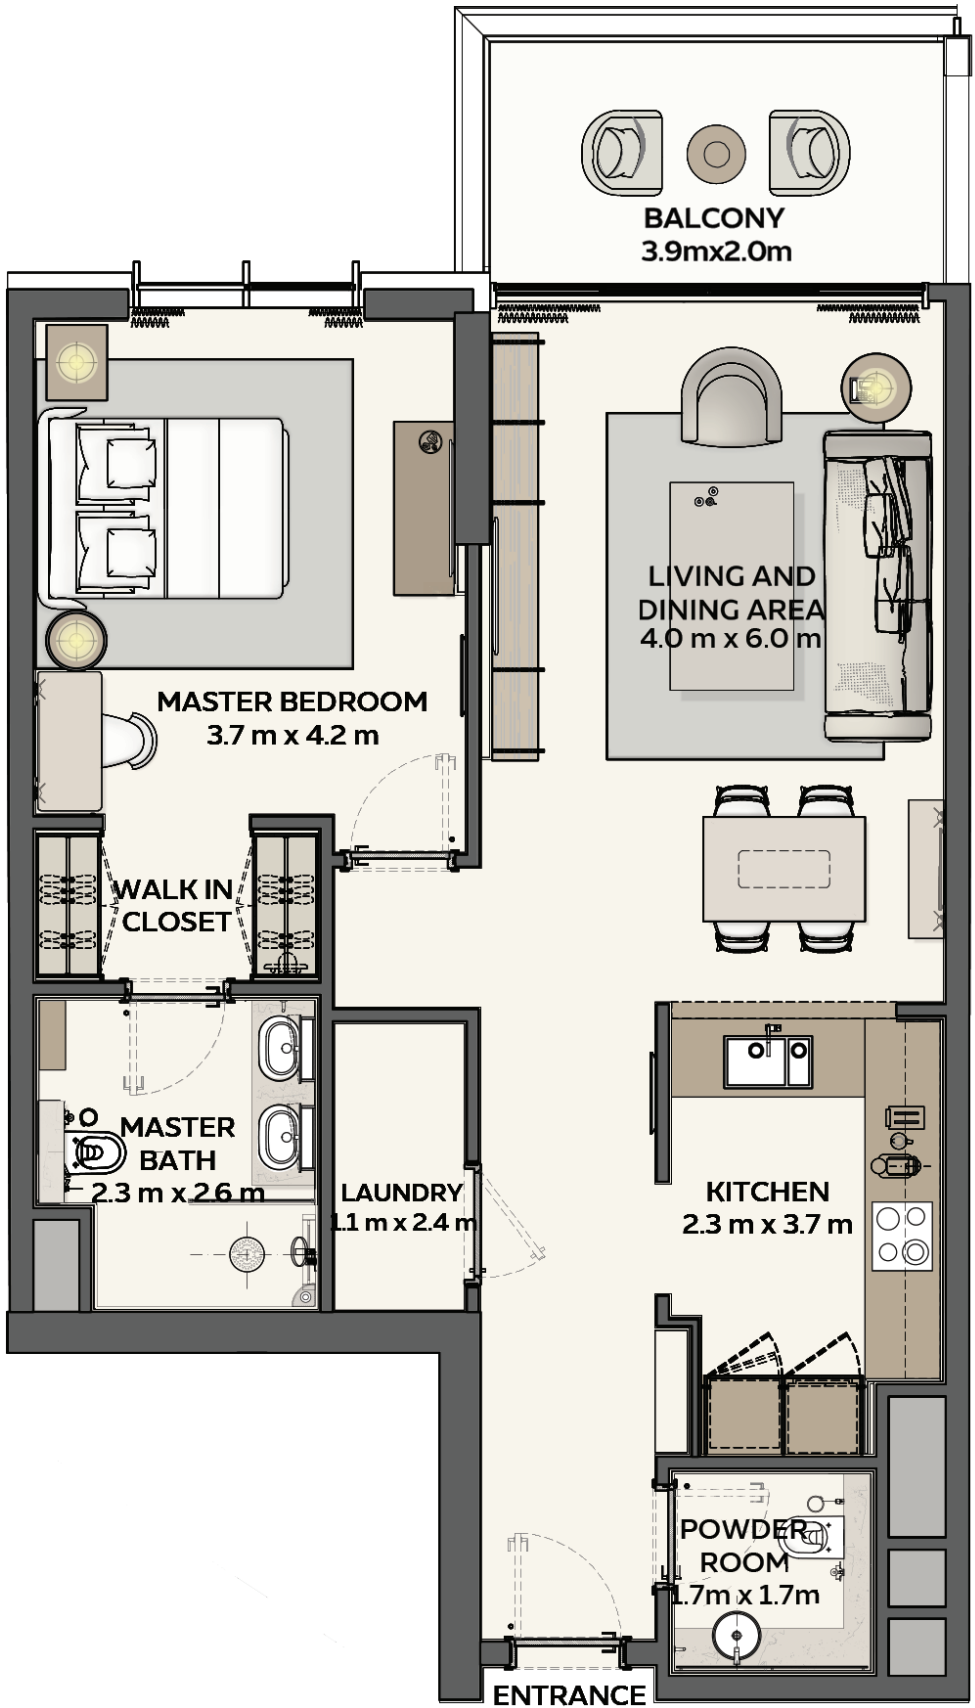 BALCONY
3.9mx2.0m
LIVING AND
DINING AREA
4.0 m x 6.0 m
MASTER BEDROOM
3.7 m x 4.2 m
WALK IN
CLOSET
MASTER
BATH
2.3 m x 2.6 m
LAUNDRY
1.1 m x 2.4 m
KITCHEN
2.3 m x 3.7 m
POWDER
ROOM
1.7m x 1.7m
ENTRANCE